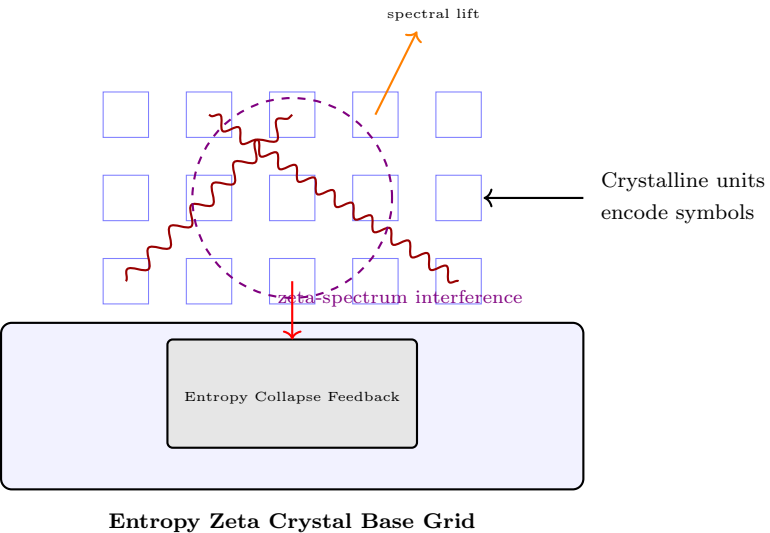 spectral lift
Crystalline units
encode symbols
zeta-spectrum interference
Entropy Collapse Feedback
Entropy Zeta Crystal Base Grid